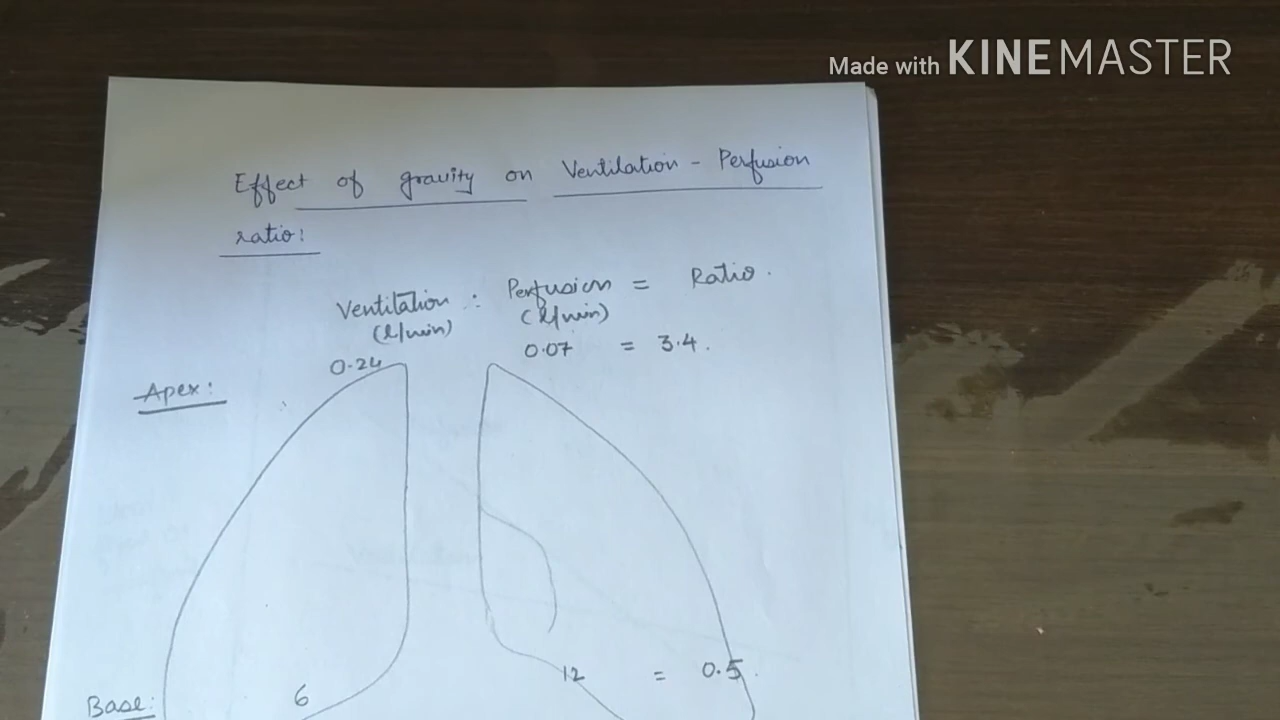 Made with KINEMASTER
Effect of gravity on Ventilation - Perfusion
ratio:
Ventilation : Perfusion = Ratio.
(l/min) (l/min)
0.24 0.07 = 3.4.
Apex:
12 = 0.5.
Base: 6